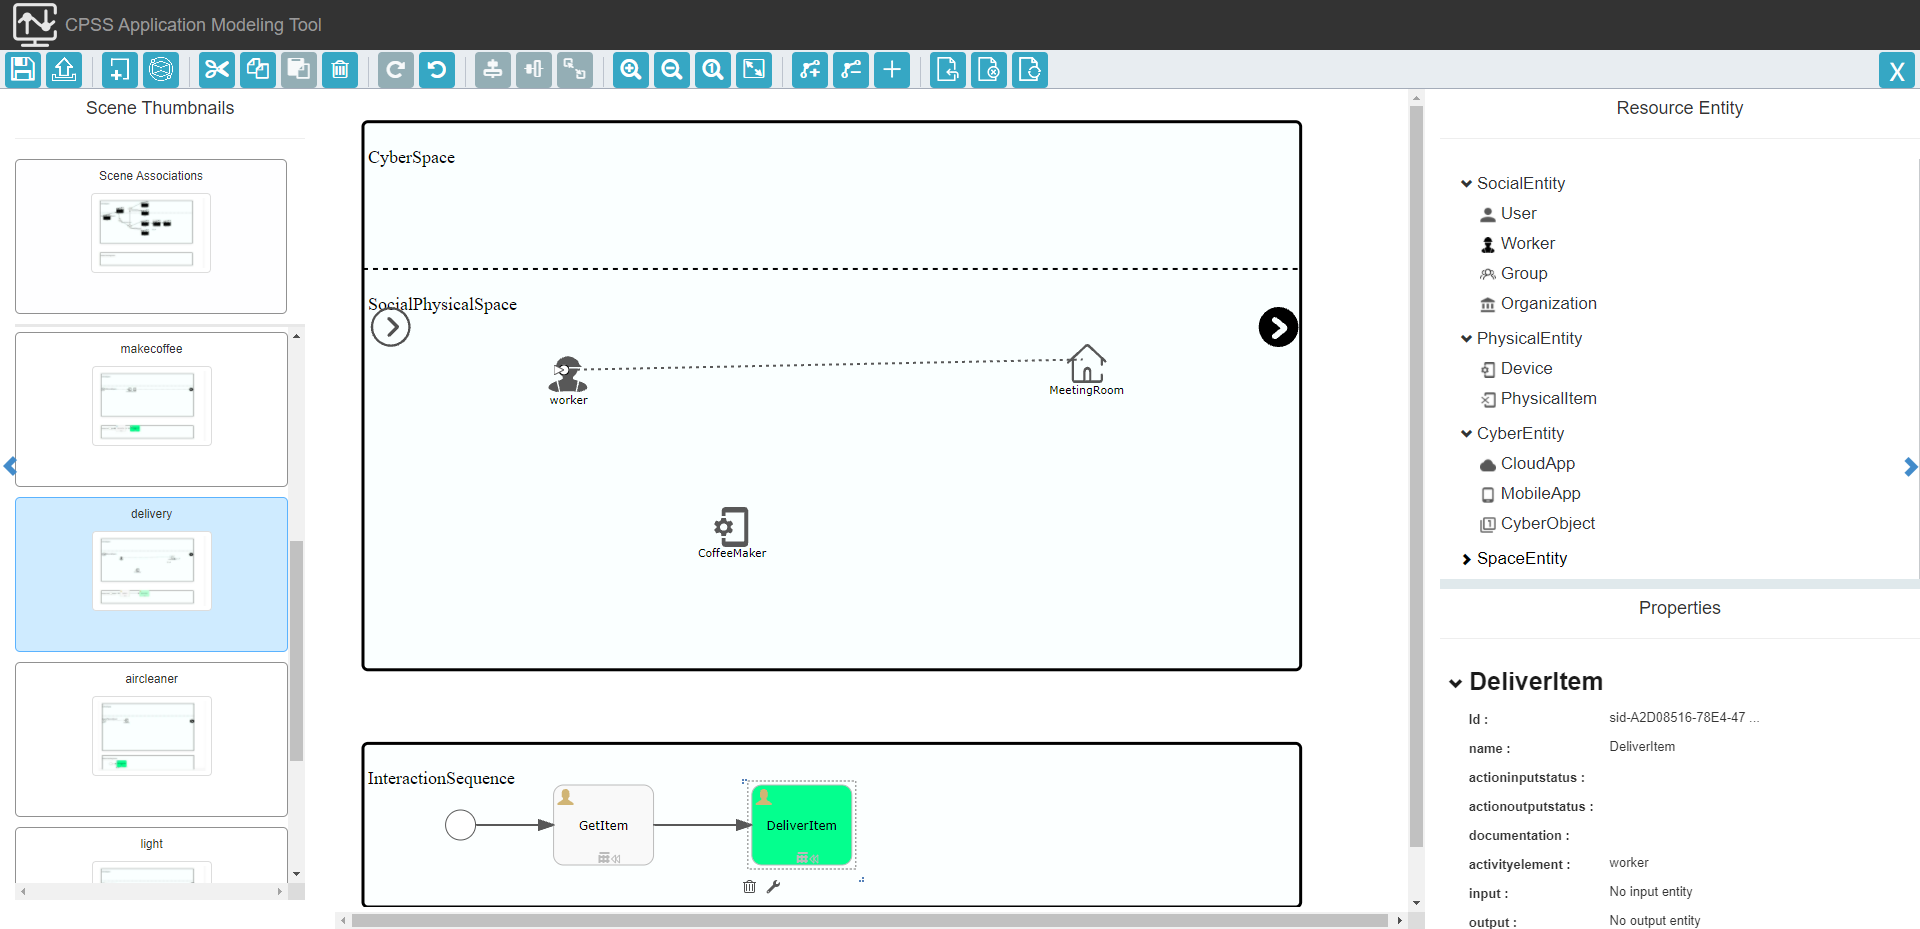 CPSS Application Modeling Tool
X
Scene Thumbnails
Scene Associations
makecoffee
delivery
aircleaner
light
CyberSpace
SocialPhysicalSpace
worker
MeetingRoom
CoffeeMaker
InteractionSequence
GetItem
DeliverItem
Resource Entity
SocialEntity
User
Worker
Group
Organization
PhysicalEntity
Device
PhysicalItem
CyberEntity
CloudApp
MobileApp
CyberObject
SpaceEntity
Properties
DeliverItem
Id : sid-A2D08516-78E4-47 ...
name : DeliverItem
actioninputstatus :
actionoutputstatus :
documentation :
activityelement : worker
input : No input entity
output : No output entity